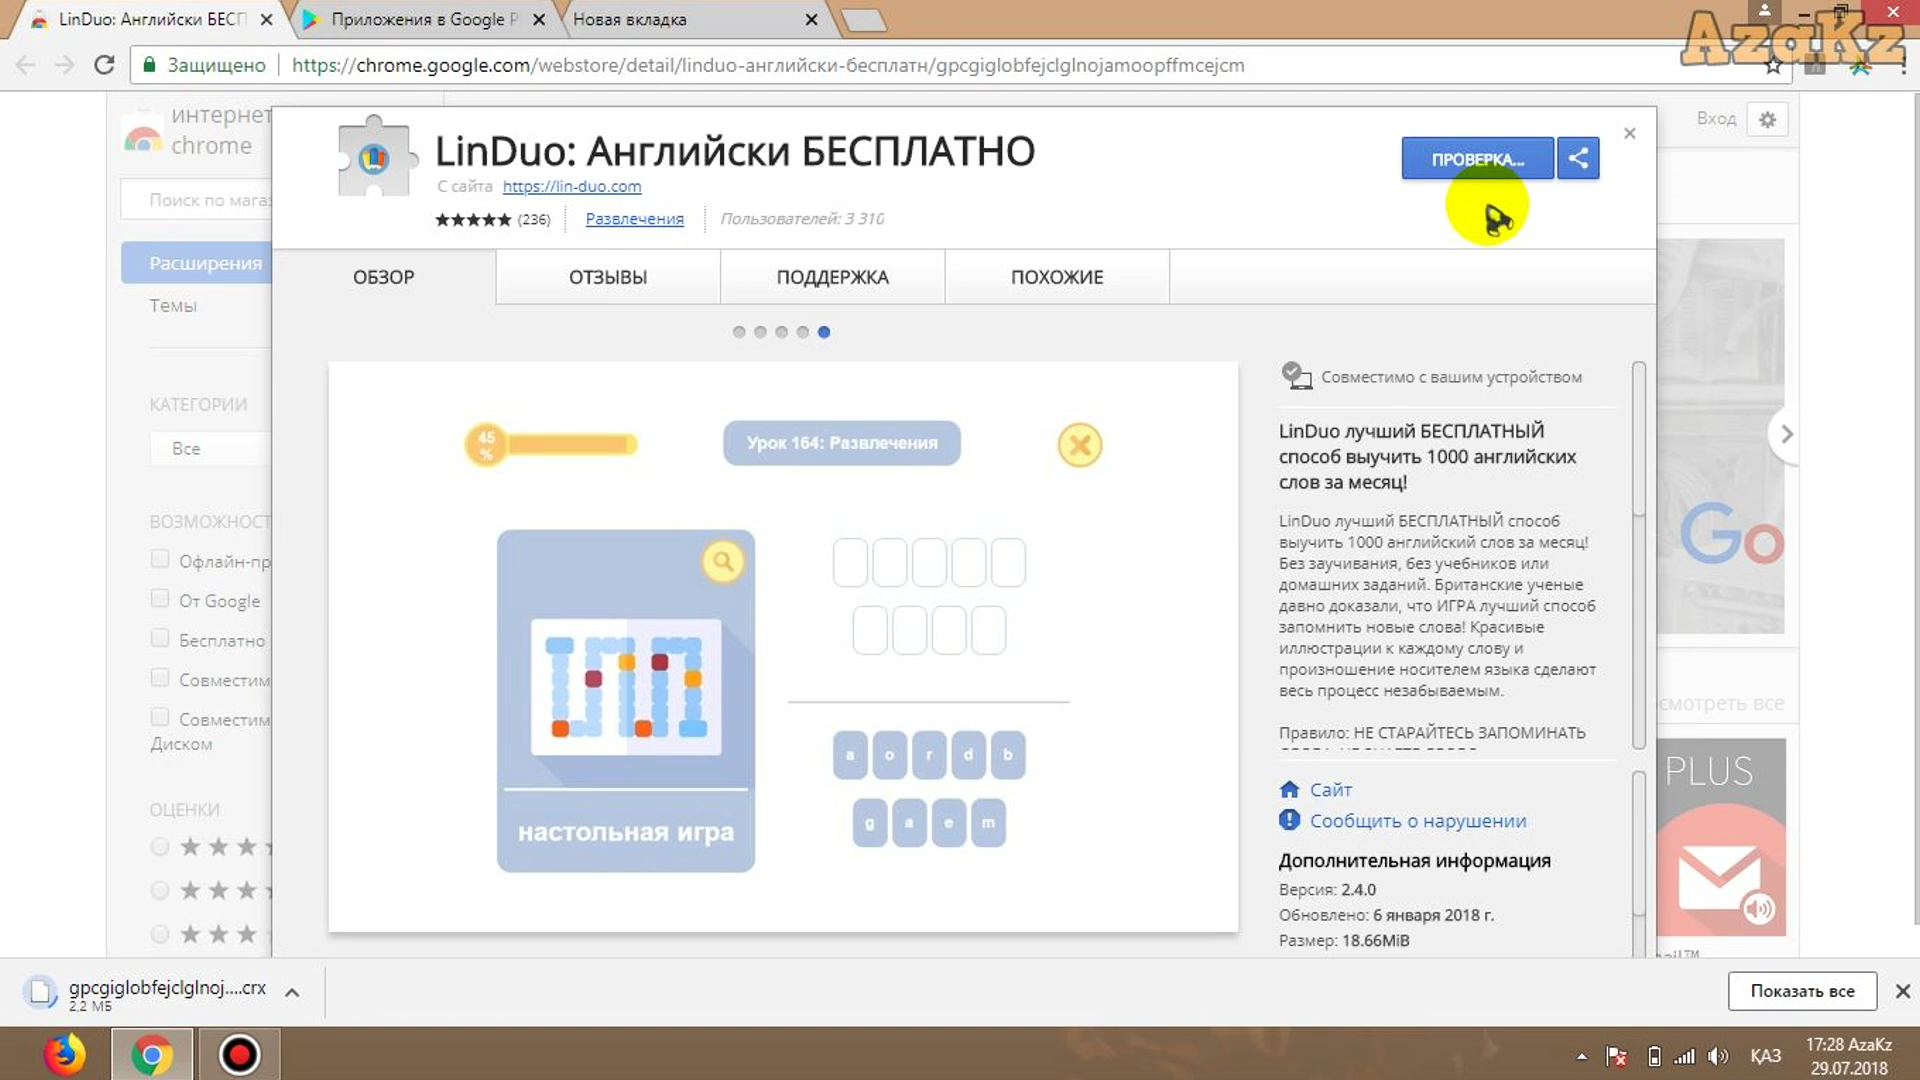 LinDuo: Английски БЕСП
Приложения в Google P
Новая вкладка
AzaKz
Защищено
https://chrome.google.com/webstore/detail/linduo-английски-бесплатн/gpcgiglobfejclglnojamoopffmcejcm
интернет
chrome
Вход
LinDuo: Английски БЕСПЛАТНО
С сайта https://lin-duo.com
(236)
Развлечения
Пользователей: 3 310
ПРОВЕРКА...
Поиск по магаз
Расширения
Темы
КАТЕГОРИИ
Все
ВОЗМОЖНОСТ
Офлайн-пр
От Google
Бесплатно
Совместим
Совместим
Диском
ОЦЕНКИ
ОБЗОР
ОТЗЫВЫ
ПОДДЕРЖКА
ПОХОЖИЕ
45
%
Урок 164: Развлечения
настольная игра
a o r d b
g a e m
Совместимо с вашим устройством
LinDuo лучший БЕСПЛАТНЫЙ
способ выучить 1000 английских
слов за месяц!
LinDuo лучший БЕСПЛАТНЫЙ способ
выучить 1000 английский слов за месяц!
Без заучивания, без учебников или
домашних заданий. Британские ученые
давно доказали, что ИГРА лучший способ
запомнить новые слова! Красивые
иллюстрации к каждому слову и
произношение носителем языка сделают
весь процесс незабываемым.
Правило: НЕ СТАРАЙТЕСЬ ЗАПОМИНАТЬ
Сайт
Сообщить о нарушении
Дополнительная информация
Версия: 2.4.0
Обновлено: 6 января 2018 г.
Размер: 18.66MiB
Go
смотреть все
PLUS
gpcgiglobfejclglnoj....crx
2,2 МБ
Показать все
ҚАЗ
17:28 AzaKz
29.07.2018